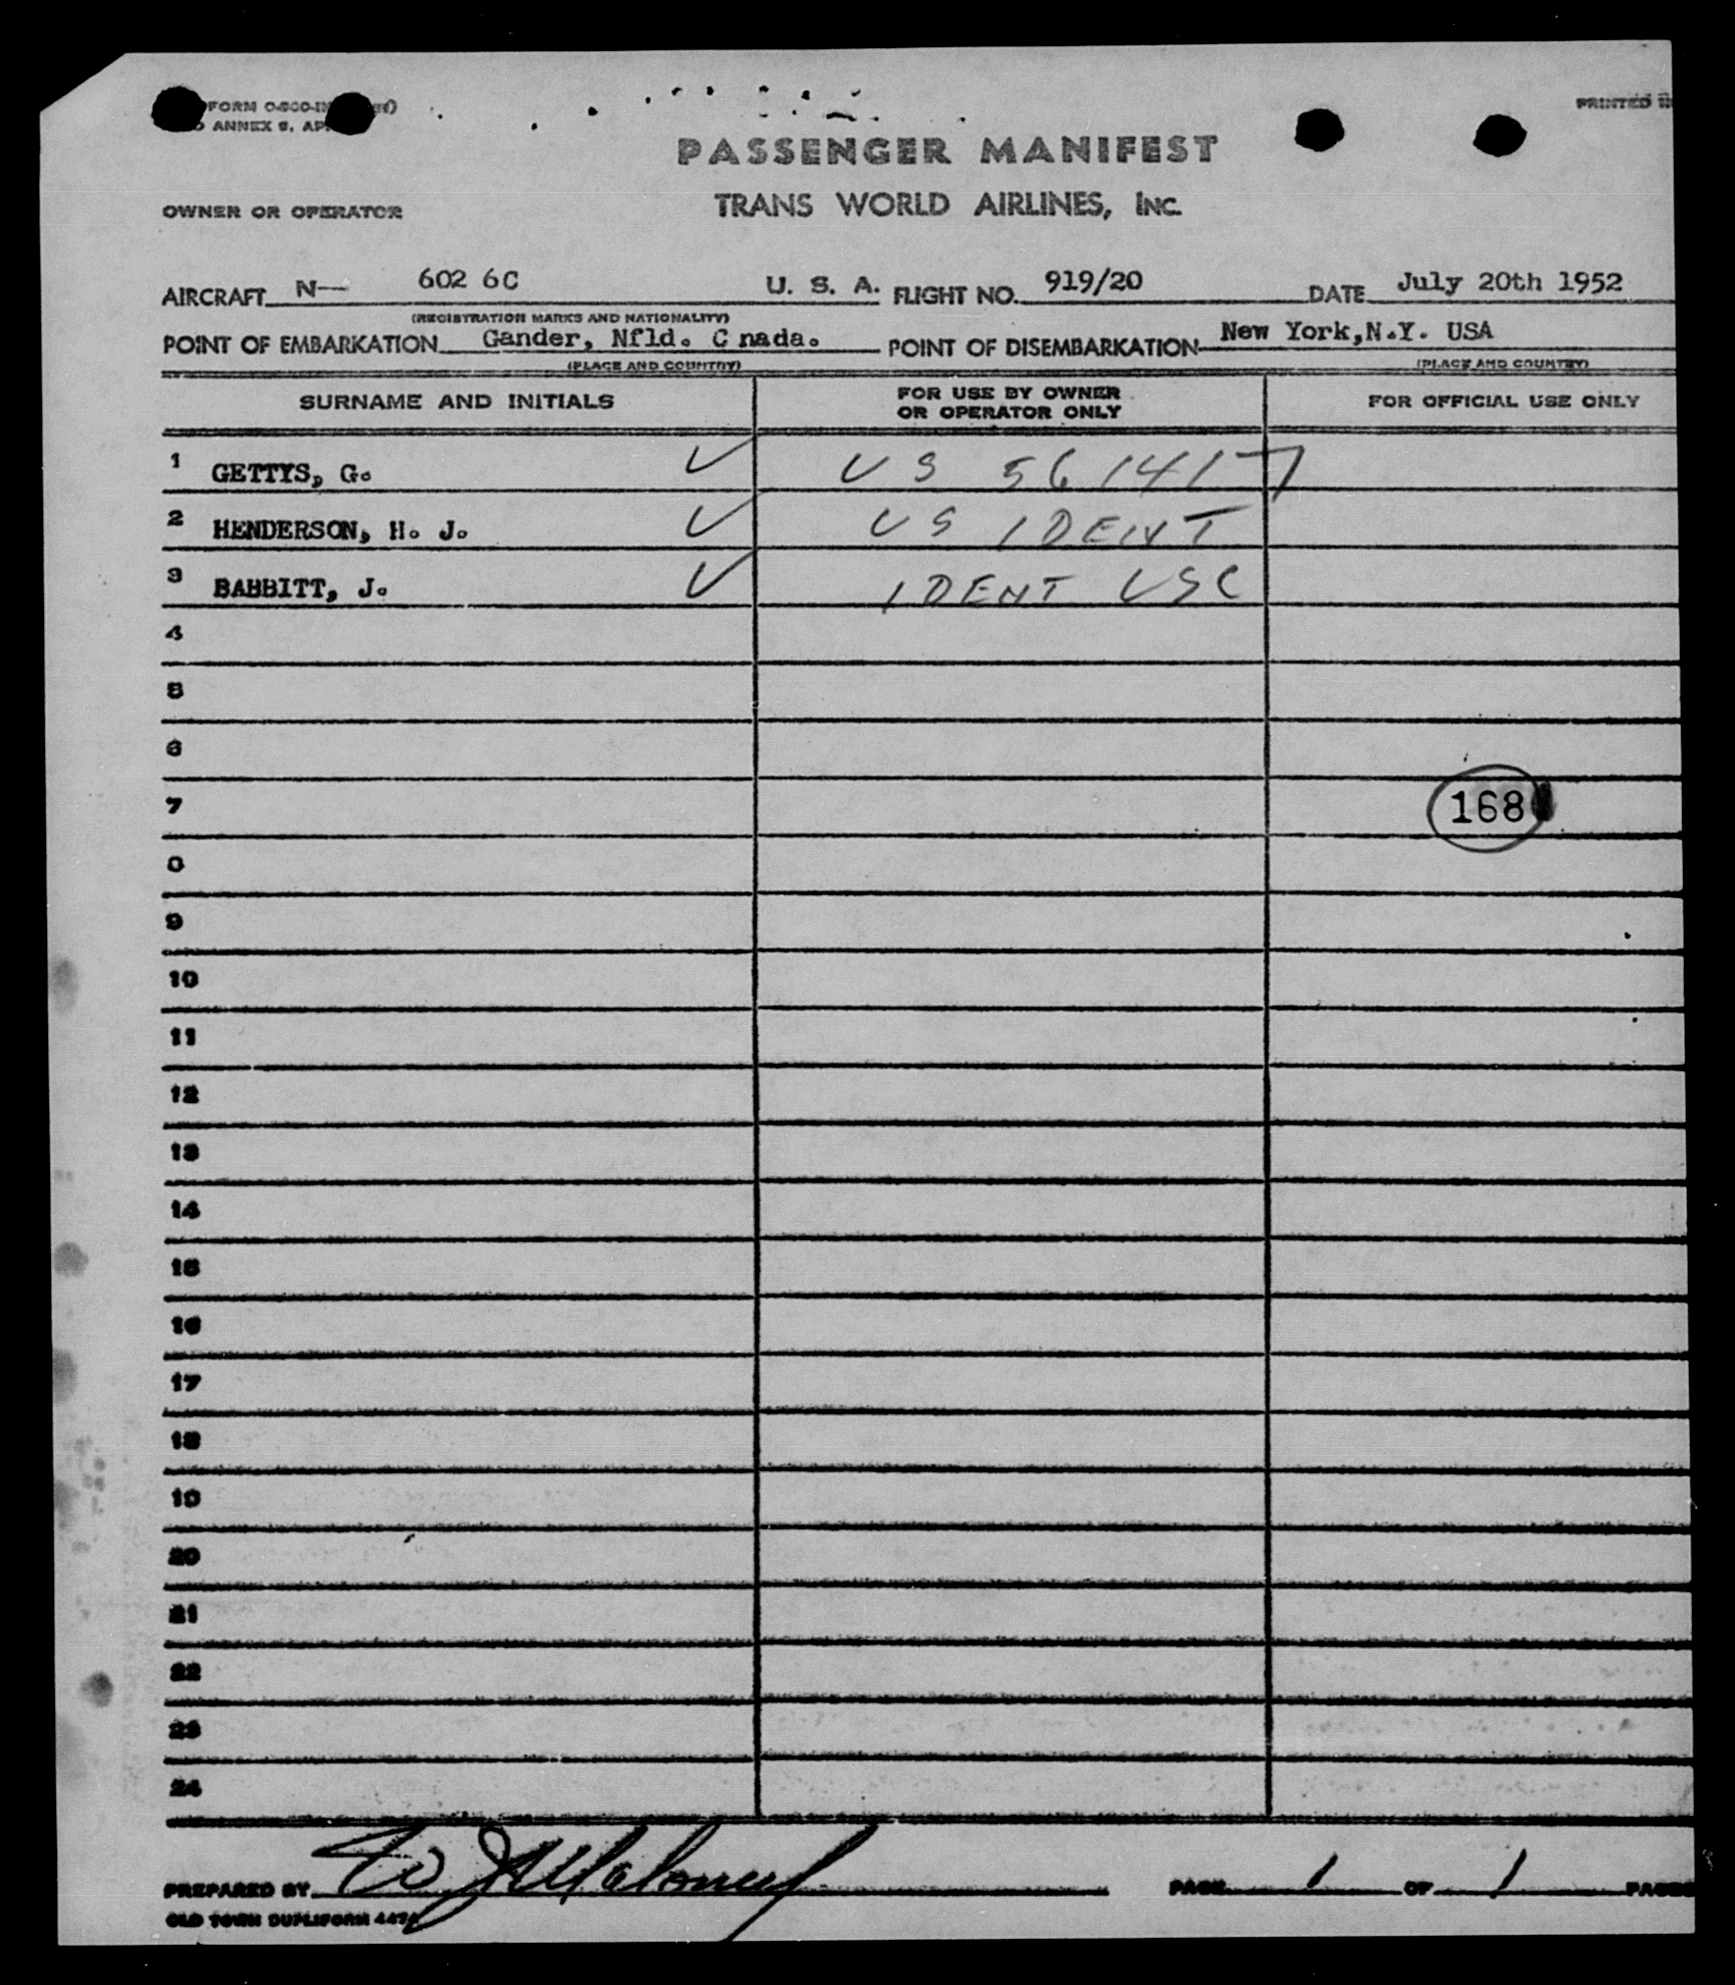 FORM
ANNEX 9,
PRINTED
PASSENGER MANIFEST
TRANS WORLD AIRLINES, INC.
OWNER OR OPERATOR
AIRCRAFT N— 602 6C U. S. A. FLIGHT NO. 919/20 DATE July 20th 1952
(REGISTRATION MARKS AND NATIONALITY)
POINT OF EMBARKATION Gander, Nfld. C nada. POINT OF DISEMBARKATION New York,N.Y. USA
(PLACE AND COUNTRY) (PLACE AND COUNTRY)
SURNAME AND INITIALS FOR USE BY OWNER OR OPERATOR ONLY FOR OFFICIAL USE ONLY
1 GETTYS, G. ✓ US 561417
2 HENDERSON, H. J. ✓ US IDENT
3 BABBITT, J. ✓ IDENT USC
4
5
6
7 168
8
9
10
11
12
13
14
15
16
17
18
19
20
21
22
23
24
PREPARED BY PAGE 1 OF 1 PAGES
OLD TOWN DUPLIFORM